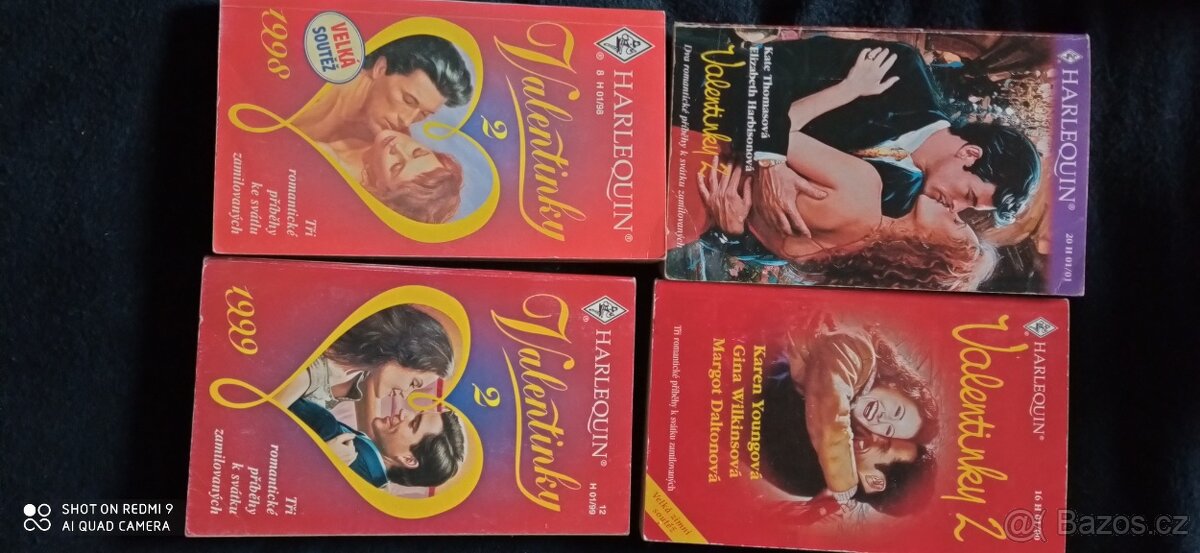 HARLEQUIN®
® 8 H 01/98
Valentinky
2
VELKÁ
SOUTĚŽ
1998
Tři
romantické
příběhy
ke svátku
zamilovaných
HARLEQUIN®
20 H 01/01
Kate Thomasová
Elizabeth Harbisonová
Valentinky 2
Dva romantické příběhy k svátku zamilovaných
HARLEQUIN®
12
H 01/99
Valentinky
2
1999
Tři
romantické
příběhy
k svátku
zamilovaných
HARLEQUIN®
Valentinky 2
Karen Youngová
Gina Wilkinsová
Margot Daltonová
Tři romantické příběhy k svátku zamilovaných
Velká zimní
soutěž
SHOT ON REDMI 9
AI QUAD CAMERA
@ Bazos.cz